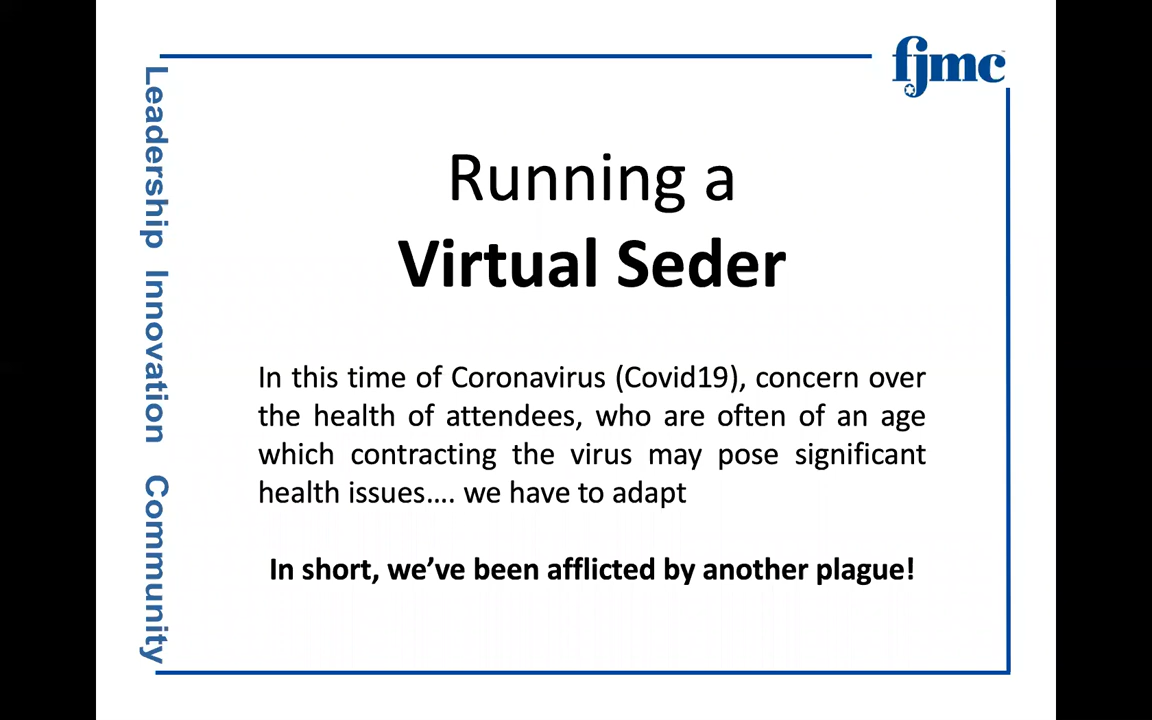 fjmc
Leadership Innovation Community
Running a
Virtual Seder
In this time of Coronavirus (Covid19), concern over
the health of attendees, who are often of an age
which contracting the virus may pose significant
health issues.... we have to adapt
In short, we’ve been afflicted by another plague!